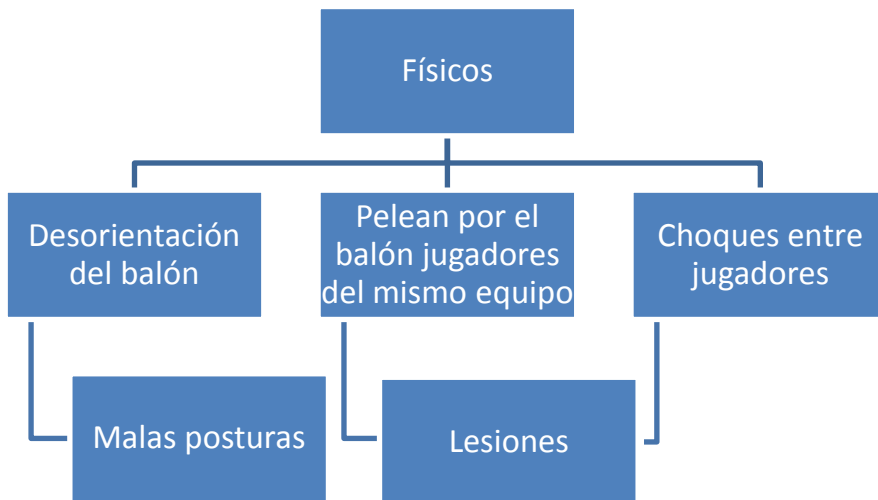 Físicos
Desorientación
del balón
Pelean por el
balón jugadores
del mismo equipo
Choques entre
jugadores
Malas posturas
Lesiones